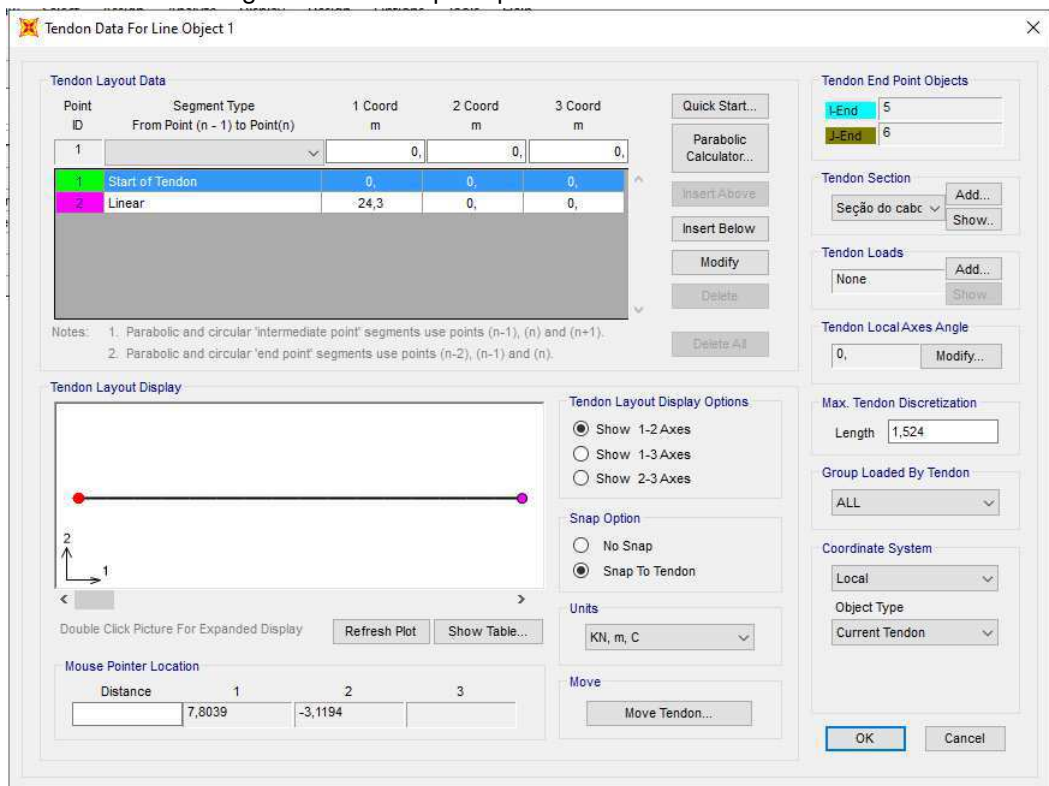 Tendon Data For Line Object 1
Tendon Layout Data
Point Segment Type 1 Coord 2 Coord 3 Coord
ID From Point (n - 1) to Point(n) m m m
1 0, 0, 0,
1 Start of Tendon 0, 0, 0,
2 Linear 24,3 0, 0,
Notes: 1. Parabolic and circular 'intermediate point' segments use points (n-1), (n) and (n+1).
2. Parabolic and circular 'end point' segments use points (n-2), (n-1) and (n).
Quick Start...
Parabolic
Calculator...
Insert Above
Insert Below
Modify
Delete
Delete All
Tendon End Point Objects
I-End 5
J-End 6
Tendon Section
Seção do cabc
Add...
Show..
Tendon Loads
None
Add...
Show
Tendon Local Axes Angle
0, Modify...
Tendon Layout Display
2
1
Double Click Picture For Expanded Display
Refresh Plot
Show Table...
Mouse Pointer Location
Distance 1 2 3
7,8039 -3,1194
Tendon Layout Display Options
Show 1-2 Axes
Show 1-3 Axes
Show 2-3 Axes
Snap Option
No Snap
Snap To Tendon
Units
KN, m, C
Move
Move Tendon...
Max. Tendon Discretization
Length 1,524
Group Loaded By Tendon
ALL
Coordinate System
Local
Object Type
Current Tendon
OK
Cancel